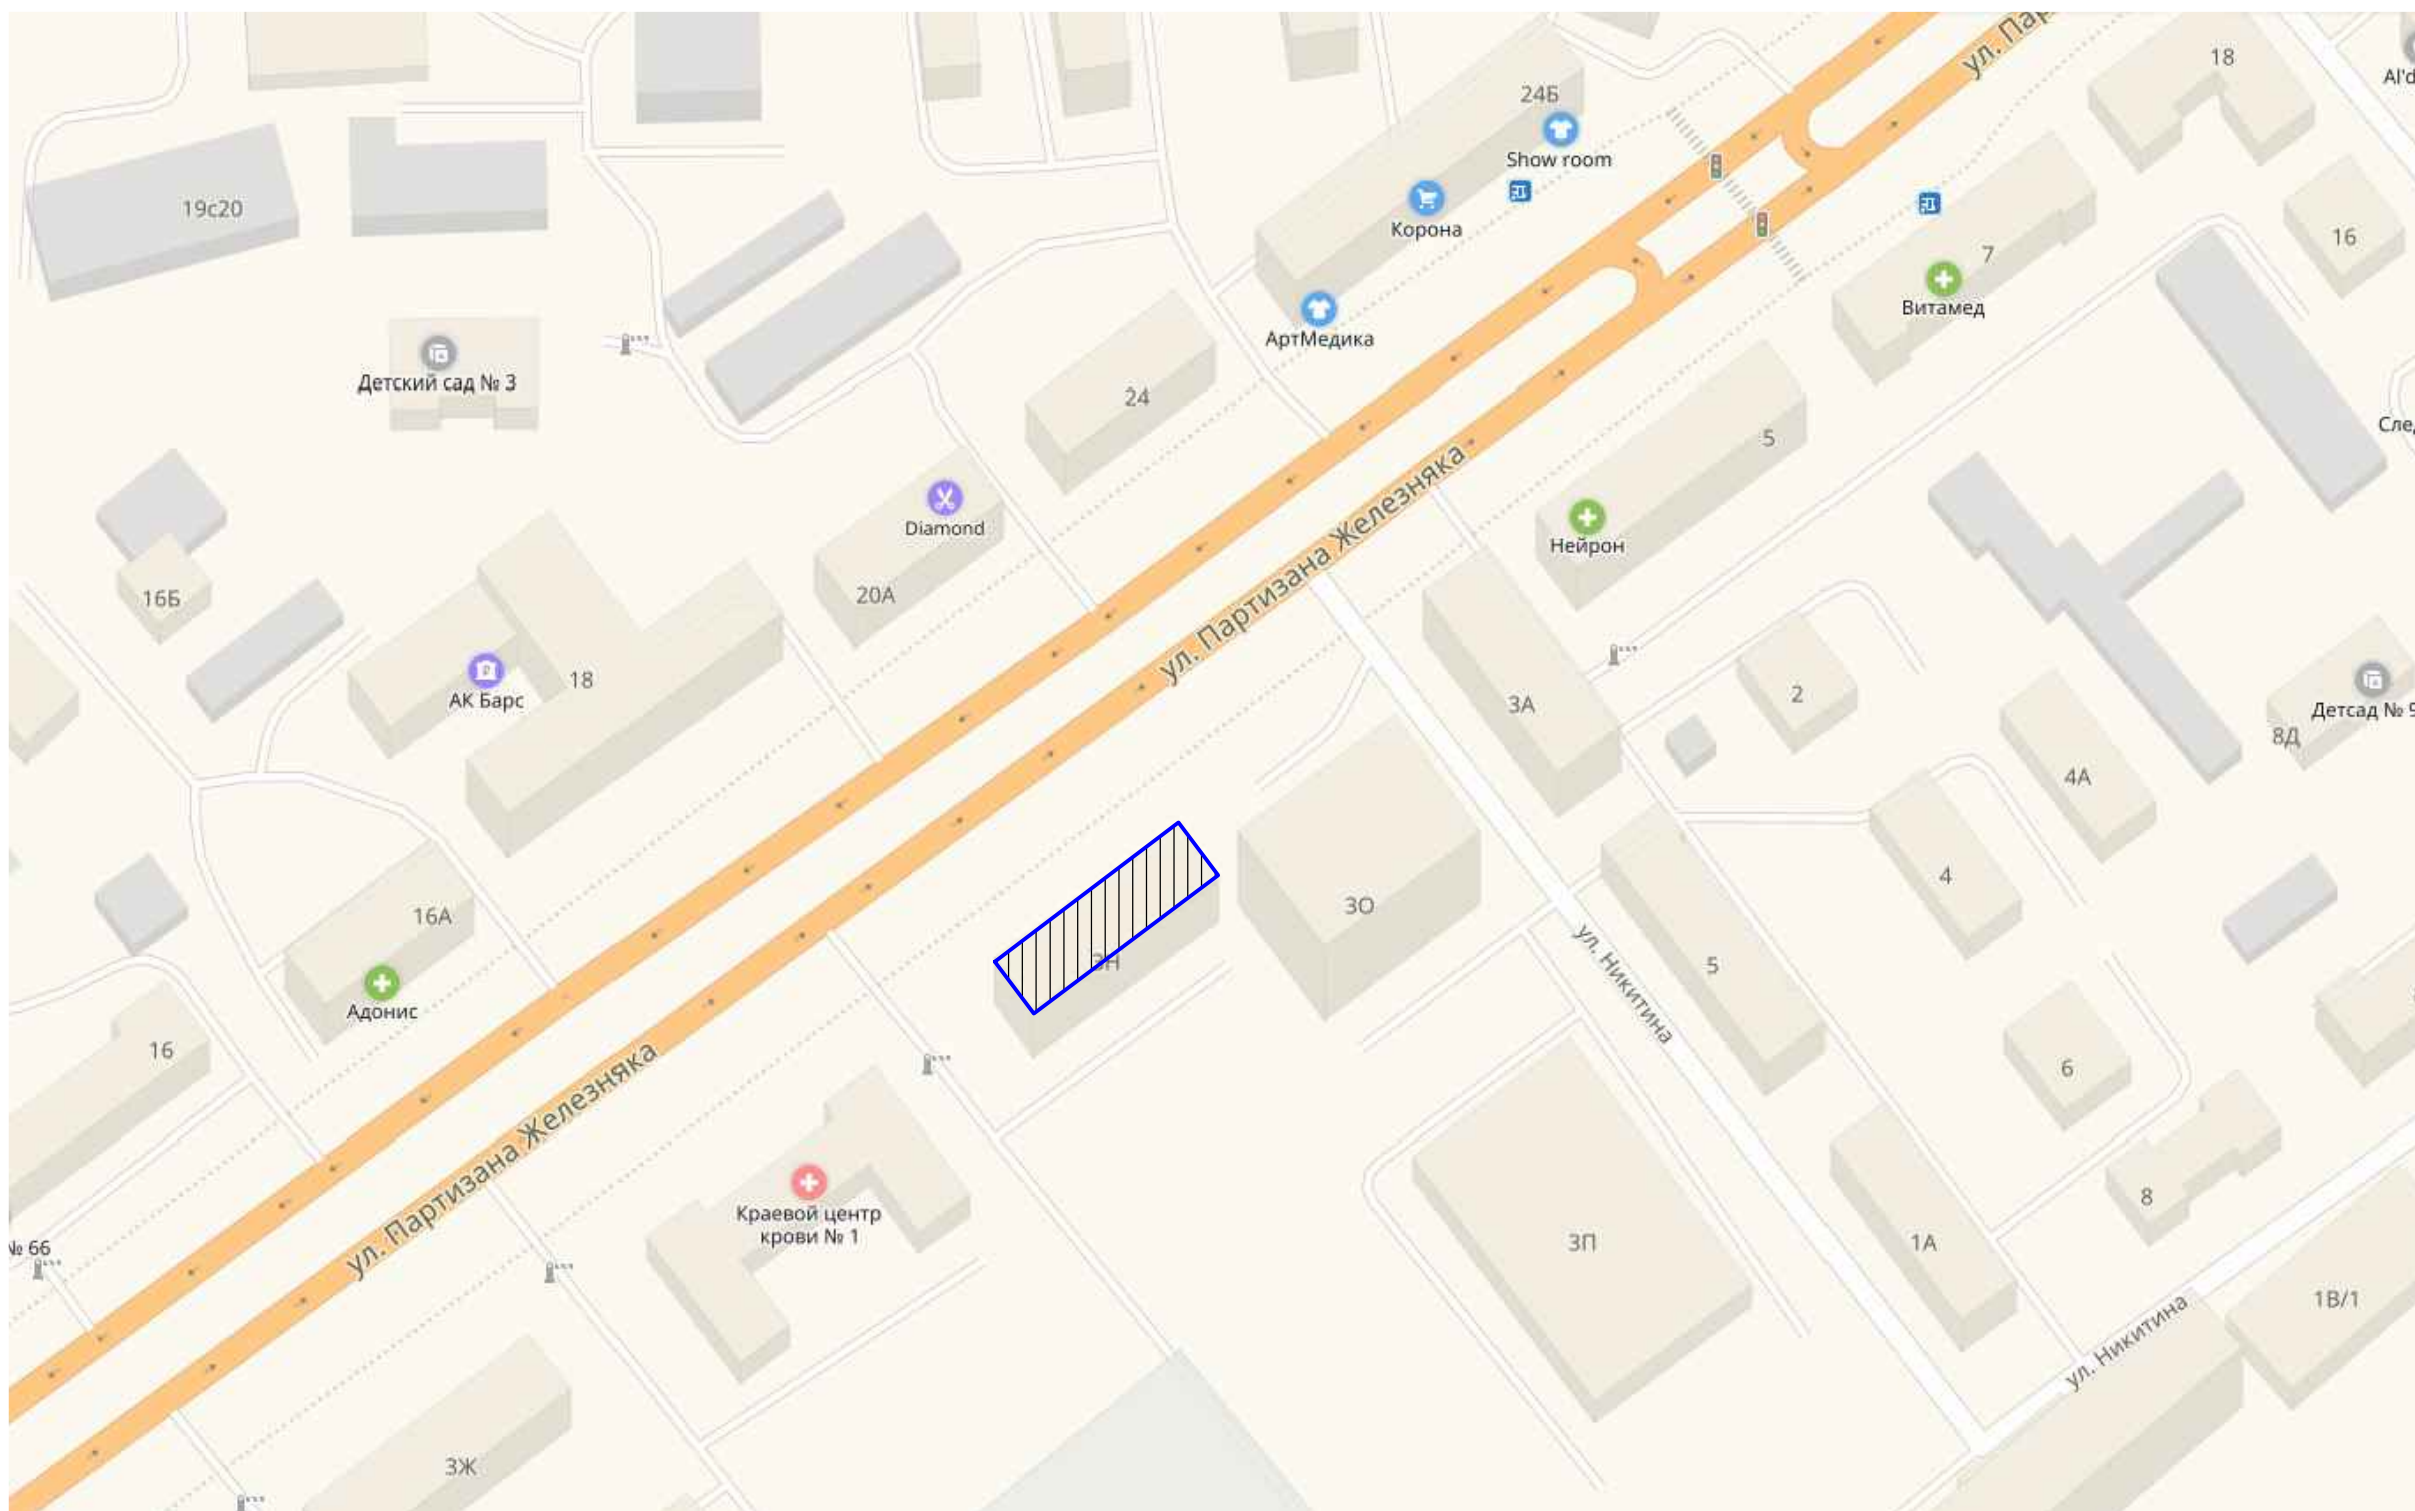 ул. Пар
18
Al'd
24Б
Show room
19с20
Корона
16
7
Витамед
АртМедика
Детский сад № 3
24
5
След
Diamond
Нейрон
20А
16Б
ул. Партизана Железняка
АК Барс
18
3А
2
Детсад № 9
8Д
4А
4
16А
3О
5
ул. Никитина
3Н
Адонис
16
6
ул. Партизана Железняка
Краевой центр
крови № 1
8
№ 66
3П
1А
1В/1
ул. Никитина
3Ж